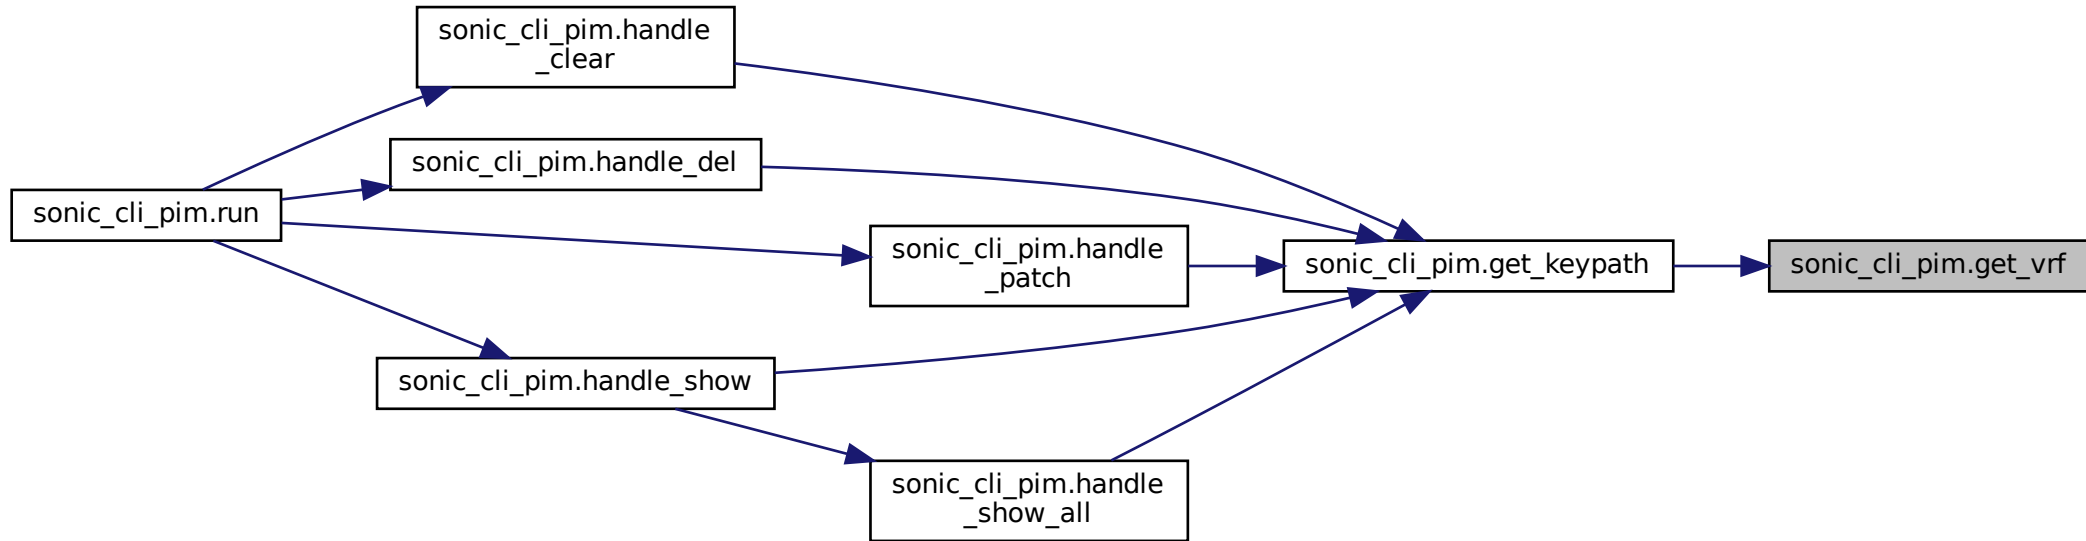 sonic_cli_pim.handle
_clear
sonic_cli_pim.handle_del
sonic_cli_pim.run
sonic_cli_pim.handle
_patch
sonic_cli_pim.get_keypath
sonic_cli_pim.get_vrf
sonic_cli_pim.handle_show
sonic_cli_pim.handle
_show_all